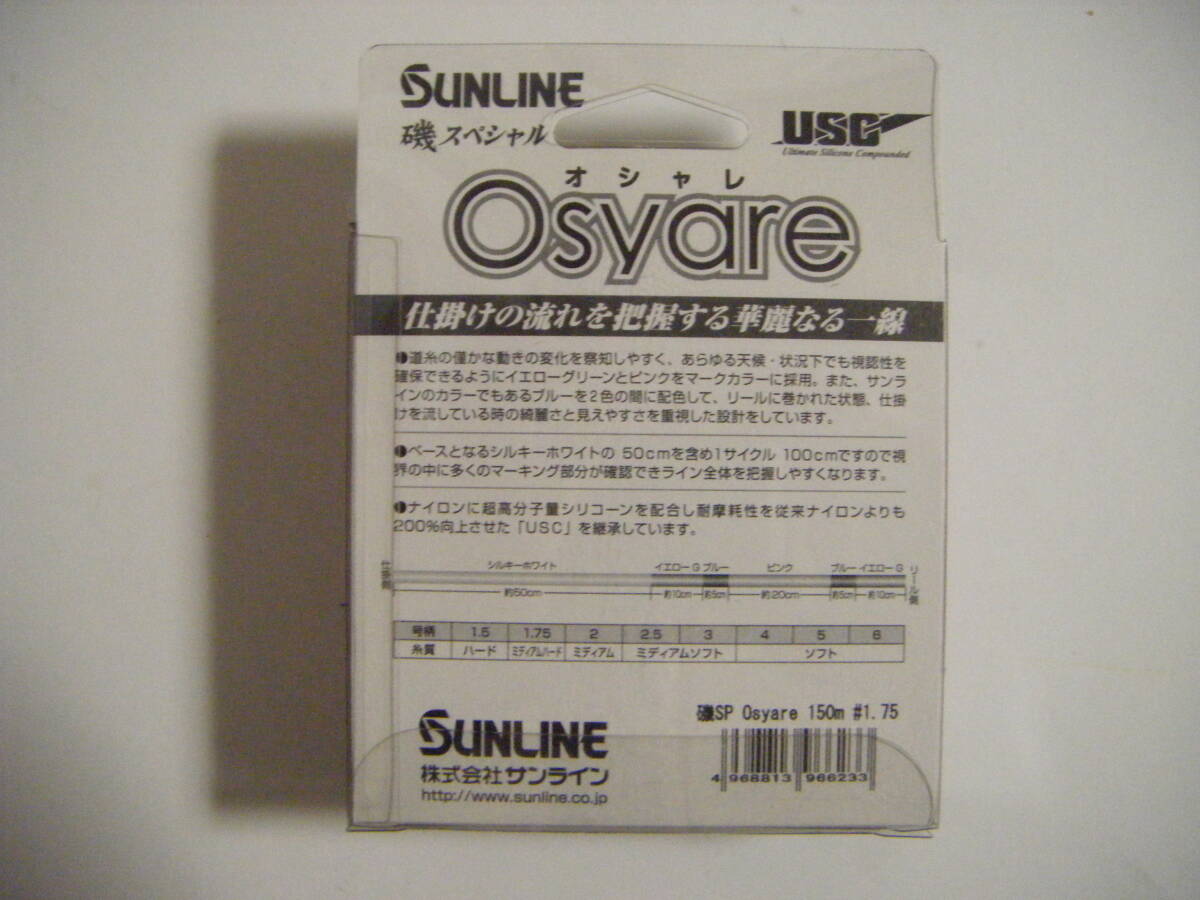 SUNLINE
磯スペシャル
USC
Ultimate Silicone Compounded
オシャレ
Osyare
仕掛けの流れを把握する華麗なる一線
●道糸の僅かな動きの変化を察知しやすく、あらゆる天候・状況下でも視認性を
確保できるようにイエローグリーンとピンクをマークカラーに採用。また、サンラ
インのカラーでもあるブルーを2色の間に配色して、リールに巻かれた状態、仕掛
けを流している時の綺麗さと見えやすさを重視した設計をしています。
●ベースとなるシルキーホワイトの 50cmを含め1サイクル 100cmですので視
界の中に多くのマーキング部分が確認できライン全体を把握しやすくなります。
●ナイロンに超高分子量シリコーンを配合し耐摩耗性を従来ナイロンよりも
200%向上させた「USC」を継承しています。
仕掛側 シルキーホワイト イエローG ブルー ピンク ブルー イエローG リール側
約50cm 約10cm 約5cm 約20cm 約5cm 約10cm
号柄 1.5 1.75 2 2.5 3 4 5 6
糸質 ハード ミディアムハード ミディアム ミディアムソフト ソフト
磯SP Osyare 150m #1.75
SUNLINE
株式会社サンライン
http://www.sunline.co.jp
4 968813 966233